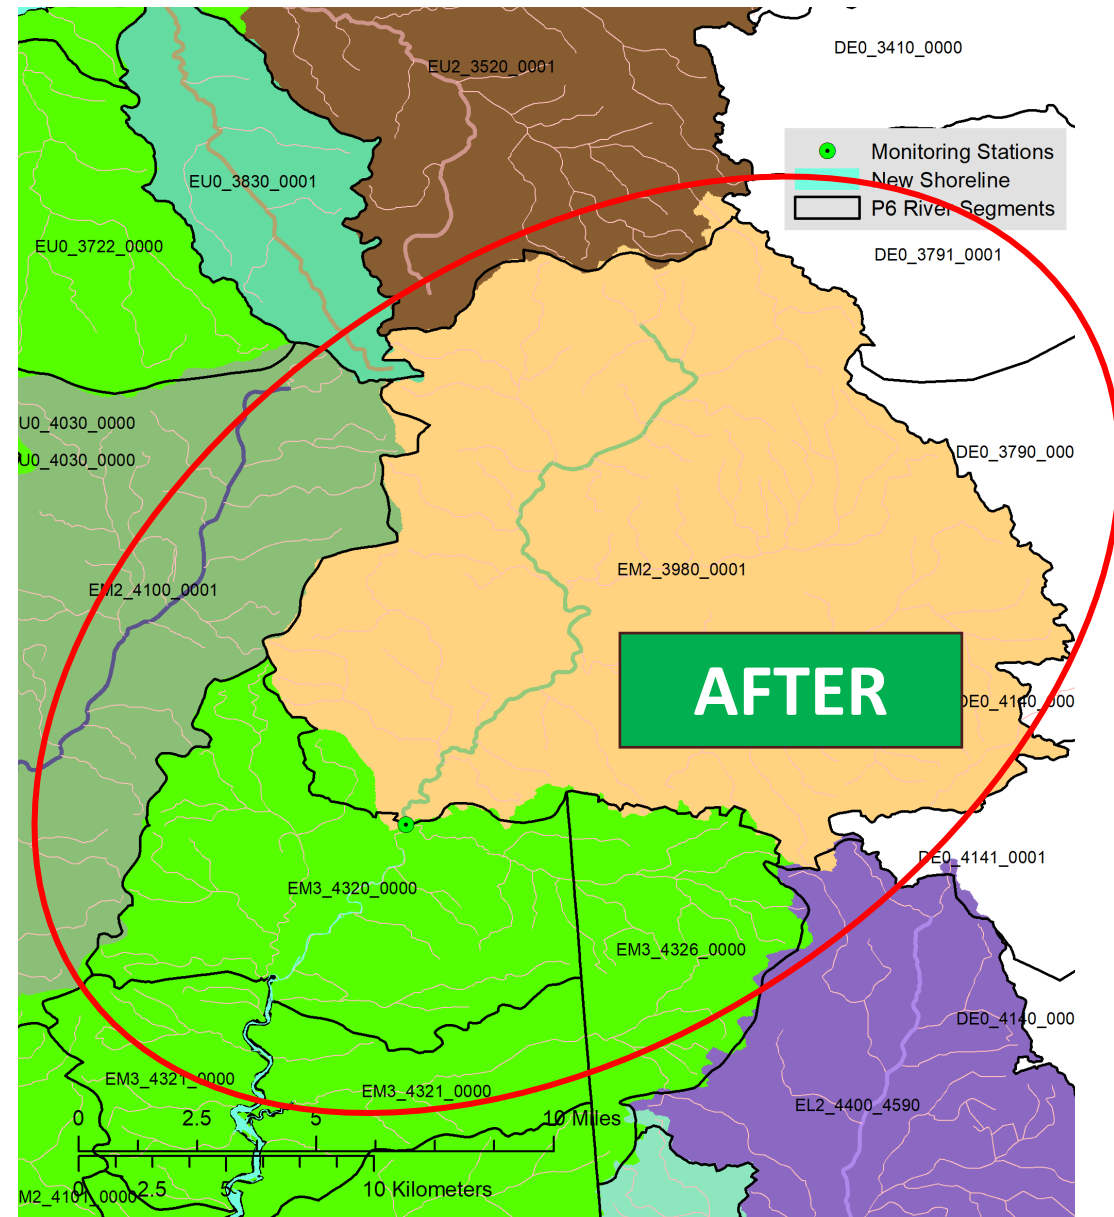 DE0_3410_0000
EU2_3520_0001
Monitoring Stations
New Shoreline
P6 River Segments
EU0_3830_0001
EU0_3722_0000
DE0_3791_0001
U0_4030_0000
DE0_3790_000
U0_4030_0000
EM2_3980_0001
EM2_4100_0001
AFTER
DE0_4140_000
DE0_4141_0001
EM3_4320_0000
EM3_4326_0000
DE0_4140_000
EM3_4321_0000
EM3_4321_0000
EL2_4400_4590
0 2.5 5 10 Miles
0 2.5 5 10 Kilometers
M2_4101_0000